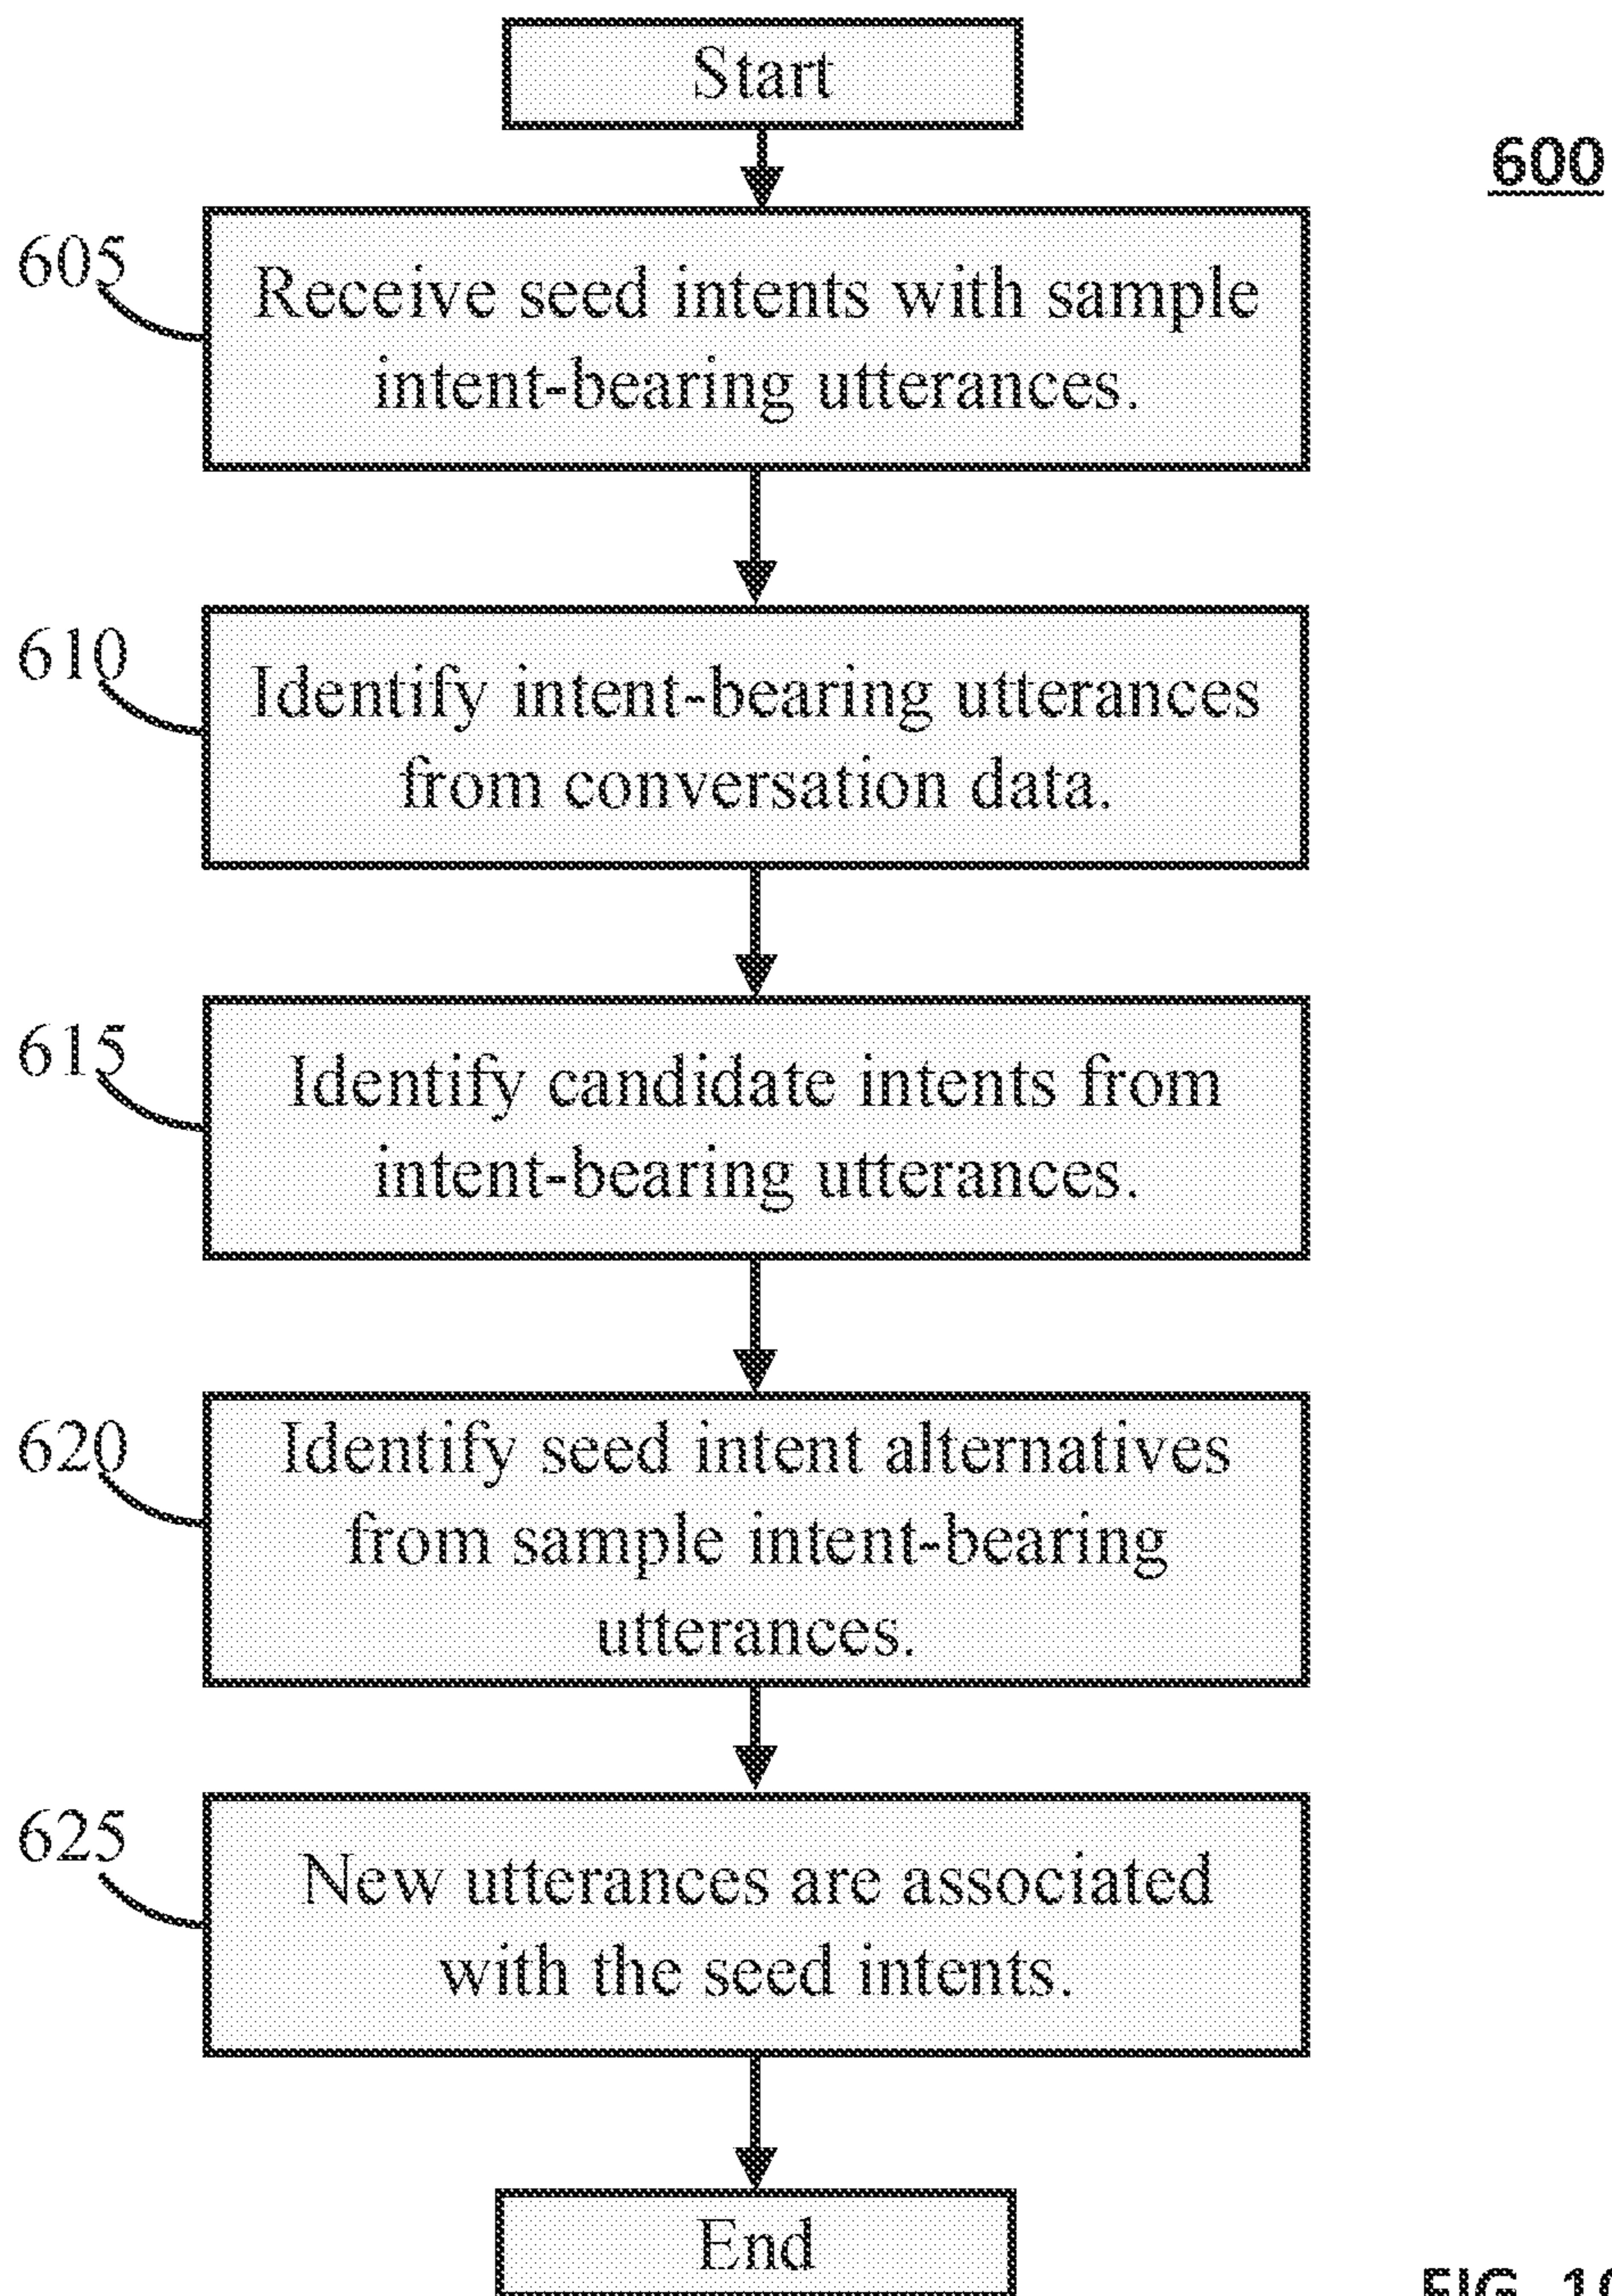 Start
600
605
Receive seed intents with sample
intent-bearing utterances.
610
Identify intent-bearing utterances
from conversation data.
615
Identify candidate intents from
intent-bearing utterances.
620
Identify seed intent alternatives
from sample intent-bearing
utterances.
625
New utterances are associated
with the seed intents.
End
FIG.